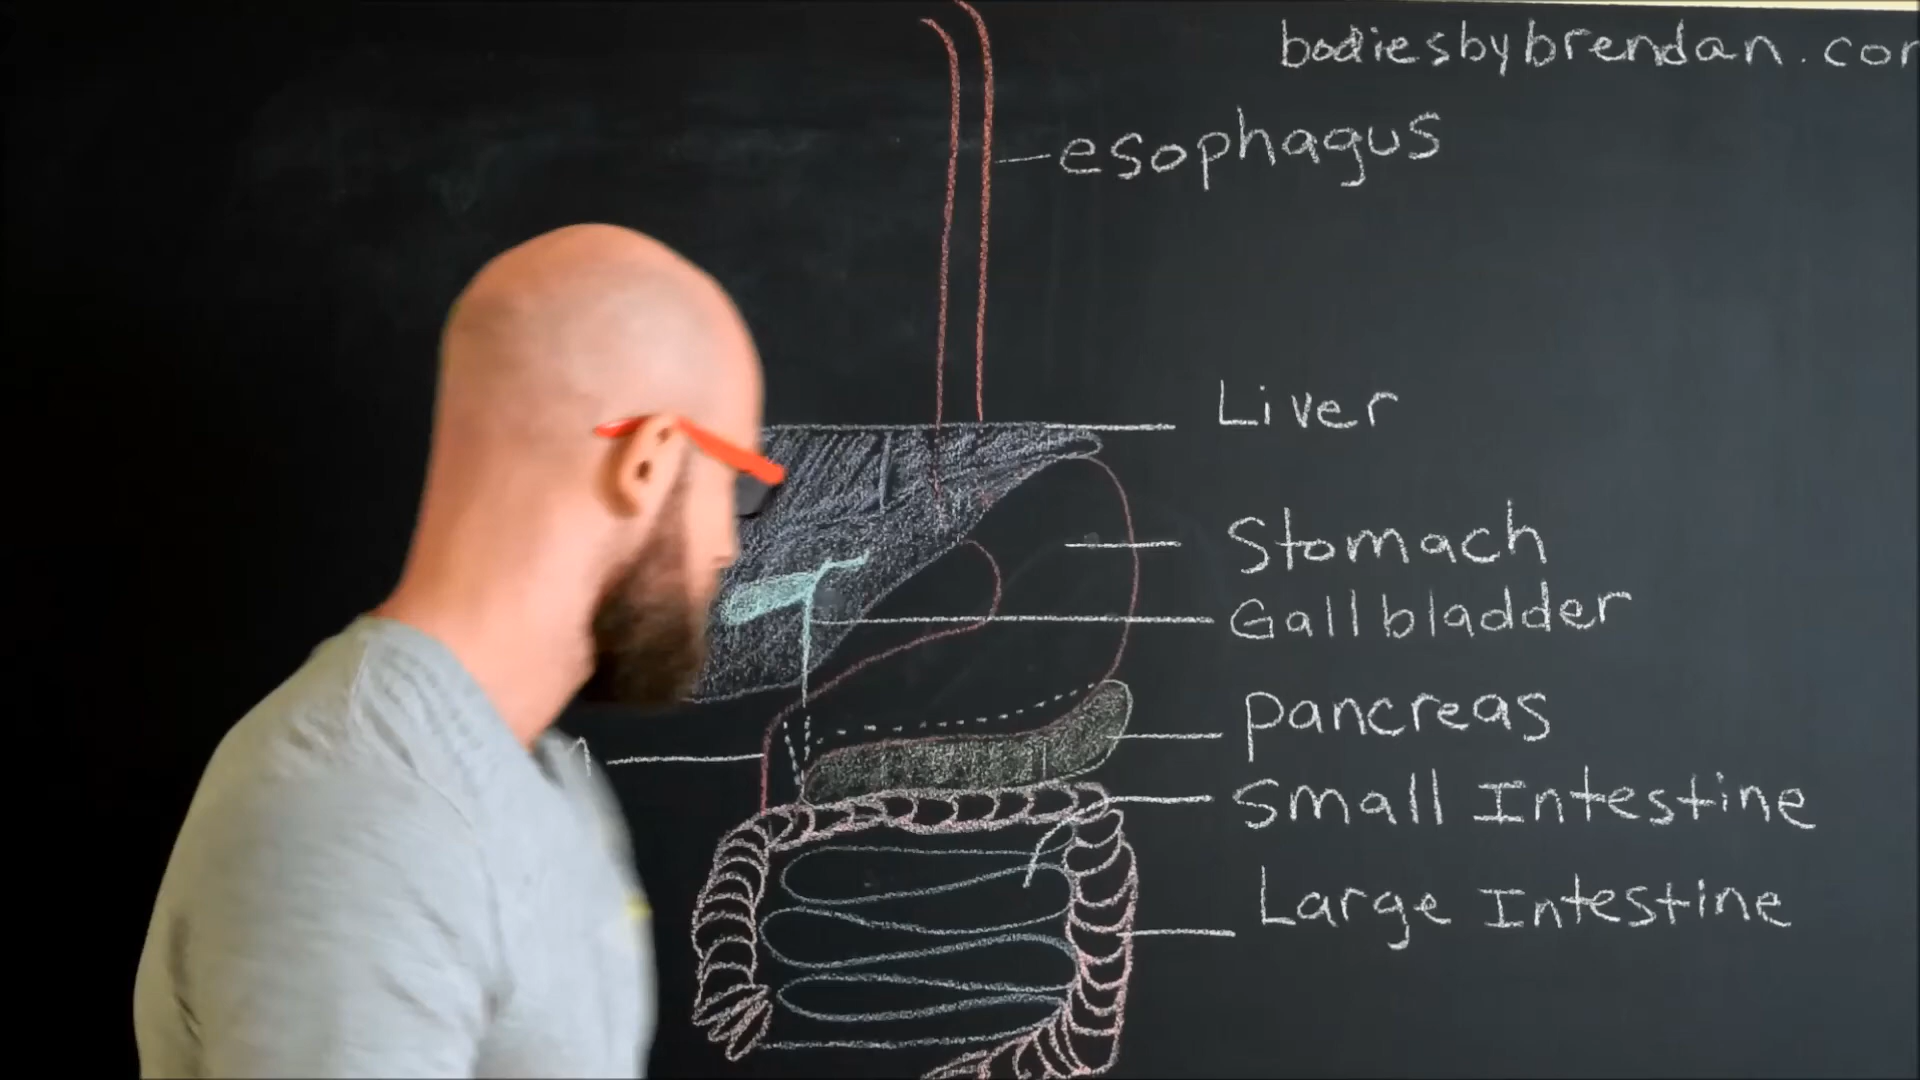 bodiesbybrendan.cor
esophagus
Liver
Stomach
Gallbladder
pancreas
Small Intestine
Large Intestine